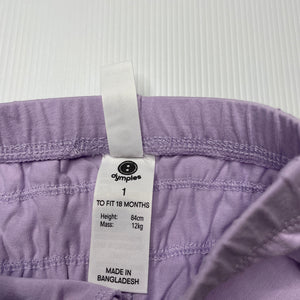 dymples
1
TO FIT 18 MONTHS
Height: 84cm
Mass: 12kg
MADE IN
BANGLADESH